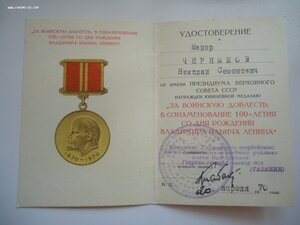 „ЗА ВОИНСКУЮ ДОБЛЕСТЬ.
В ОЗНАМЕНОВАНИЕ
100-ЛЕТИЯ СО ДНЯ РОЖДЕНИЯ
ВЛАДИМИРА ИЛЬИЧА ЛЕНИНА“
1870-1970
УДОСТОВЕРЕНИЕ
Майор
ЧЕРНЫШОВ
Николай Семенович
ОТ ИМЕНИ ПРЕЗИДИУМА ВЕРХОВНОГО
СОВЕТА СССР
НАГРАЖДЕН ЮБИЛЕЙНОЙ МЕДАЛЬЮ
„ЗА ВОИНСКУЮ ДОБЛЕСТЬ.
В ОЗНАМЕНОВАНИЕ 100-ЛЕТИЯ
СО ДНЯ РОЖДЕНИЯ
ВЛАДИМИРА ИЛЬИЧА ЛЕНИНА“
М. П.
20 апреля 1970